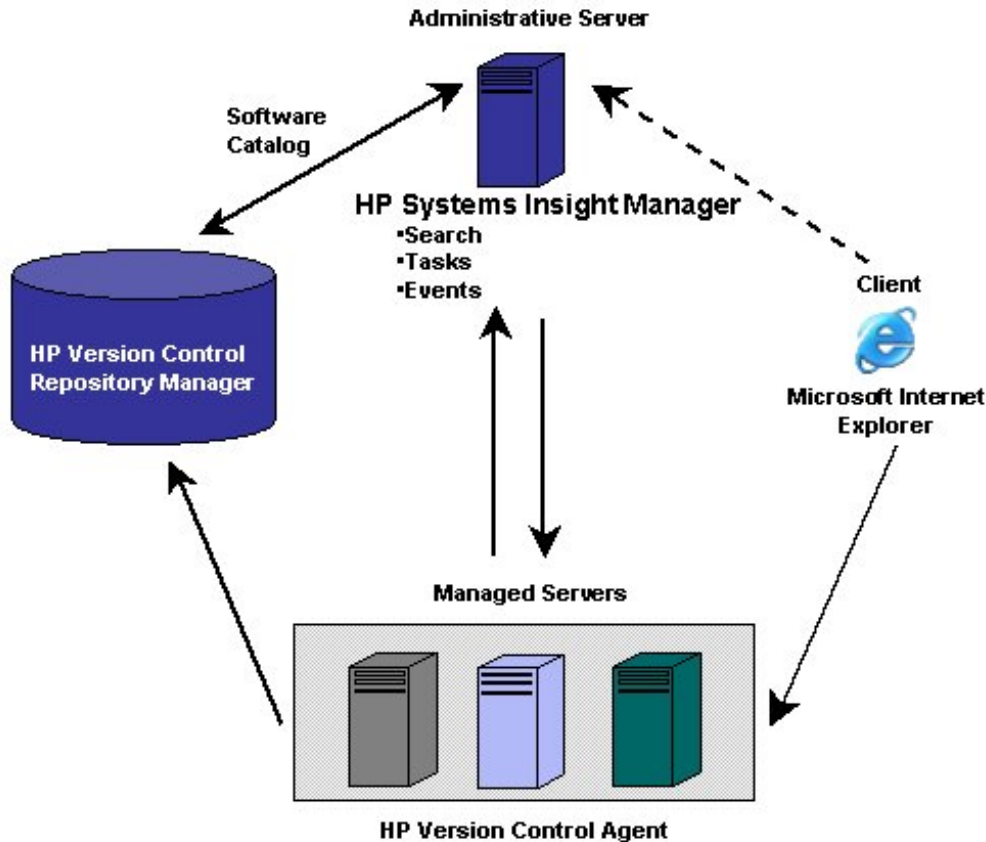 Administrative Server
Software
Catalog
HP Systems Insight Manager
▪Search
▪Tasks
▪Events
Client
HP Version Control
Repository Manager
Microsoft Internet
Explorer
Managed Servers
HP Version Control Agent